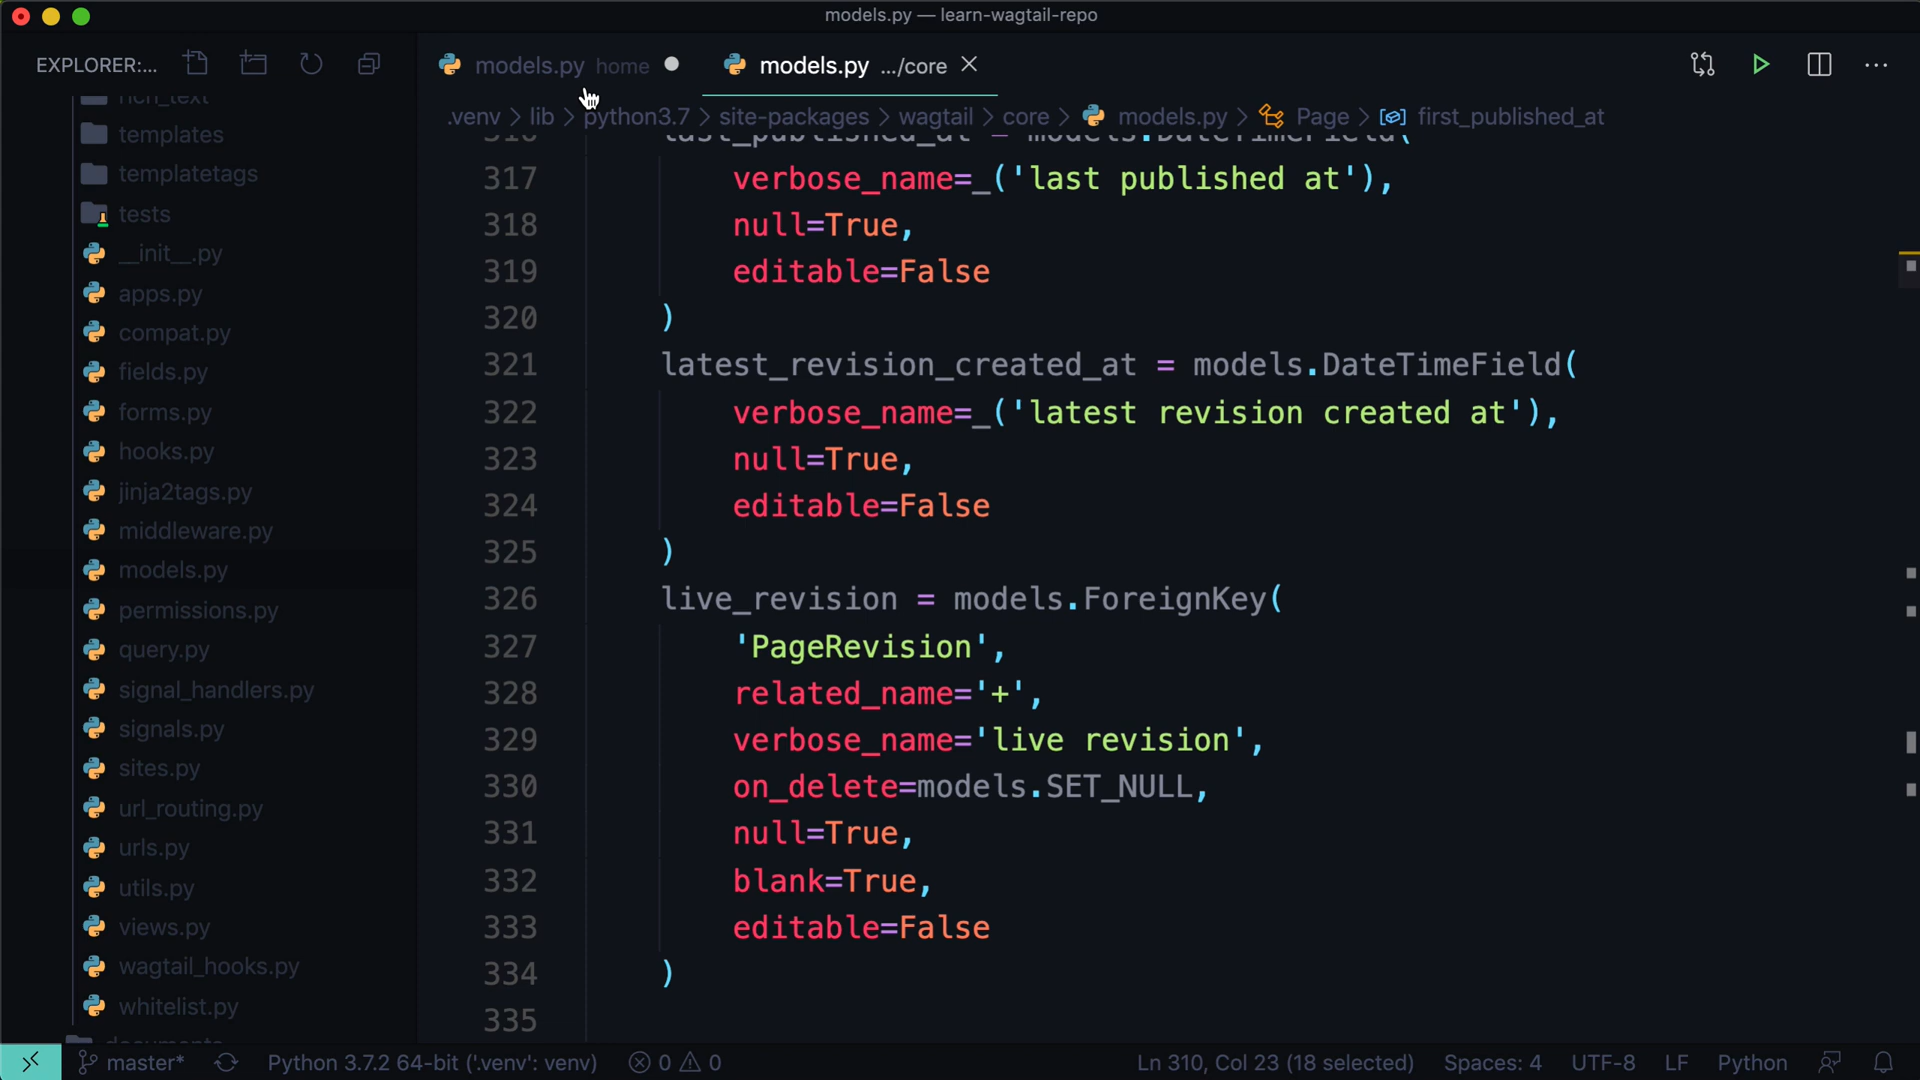 models.py — learn-wagtail-repo
EXPLORER:...
models.py home
models.py .../core
.venv > lib > python3.7 > site-packages > wagtail > core > models.py > Page > first_published_at
rich_text
templates
templatetags
tests
__init__.py
apps.py
compat.py
fields.py
forms.py
hooks.py
jinja2tags.py
middleware.py
models.py
permissions.py
query.py
signal_handlers.py
signals.py
sites.py
url_routing.py
urls.py
utils.py
views.py
wagtail_hooks.py
whitelist.py
documents
316 last_published_at = models.DateTimeField(
317 verbose_name=_('last published at'),
318 null=True,
319 editable=False
320 )
321 latest_revision_created_at = models.DateTimeField(
322 verbose_name=_('latest revision created at'),
323 null=True,
324 editable=False
325 )
326 live_revision = models.ForeignKey(
327 'PageRevision',
328 related_name='+',
329 verbose_name='live revision',
330 on_delete=models.SET_NULL,
331 null=True,
332 blank=True,
333 editable=False
334 )
335
master* Python 3.7.2 64-bit ('.venv': venv) 0 0 Ln 310, Col 23 (18 selected) Spaces: 4 UTF-8 LF Python